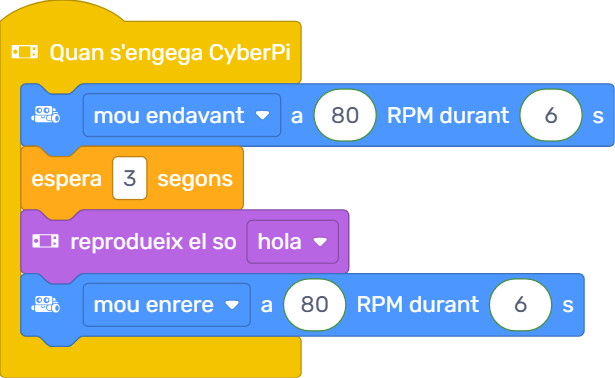 Quan s'engega CyberPi
mou endavant a 80 RPM durant 6 s
espera 3 segons
reprodueix el so hola
mou enrere a 80 RPM durant 6 s